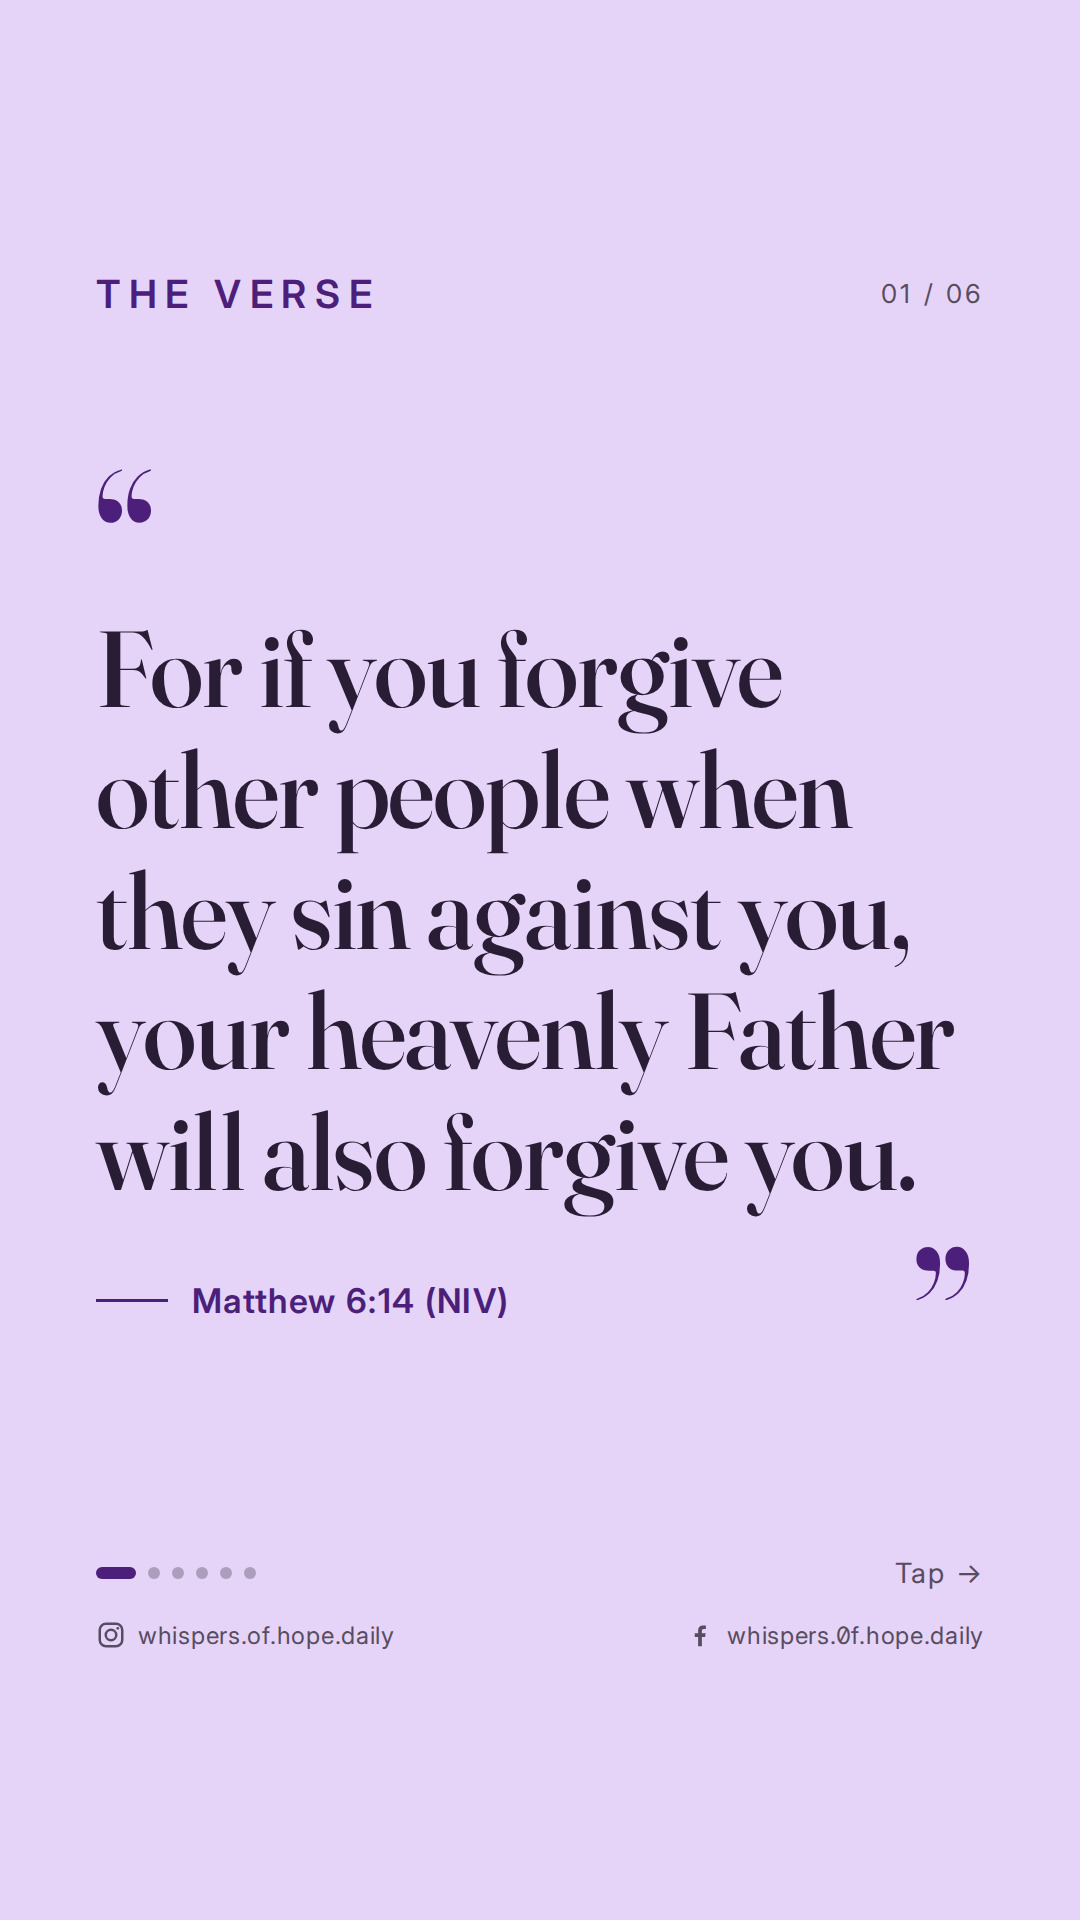 THE VERSE
01 / 06
“
For if you forgive
other people when
they sin against you,
your heavenly Father
will also forgive you.
”
Matthew 6:14 (NIV)
Tap →
whispers.of.hope.daily
whispers.0f.hope.daily